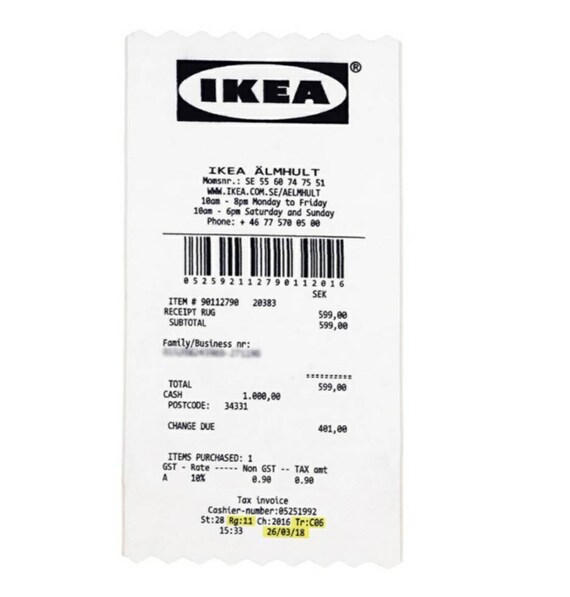 IKEA®
IKEA ÄLMHULT
Momsnr.: SE 55 60 74 75 51
WWW.IKEA.COM.SE/AELMHULT
10am - 8pm Monday to Friday
10am - 6pm Saturday and Sunday
Phone: + 46 77 570 05 00
052592112790112016
SEK
ITEM # 90112790 20383
RECEIPT RUG 599,00
SUBTOTAL 599,00
Family/Business nr:
==========
TOTAL 599,00
CASH 1.000,00
POSTCODE: 34331
CHANGE DUE 401,00
ITEMS PURCHASED: 1
GST - Rate ----- Non GST -- TAX amt
A 10% 0.90 0.90
Tax invoice
Cashier-number:05251992
St:28 Rg:11 Ch:2016 Tr:C06
15:33 26/03/18